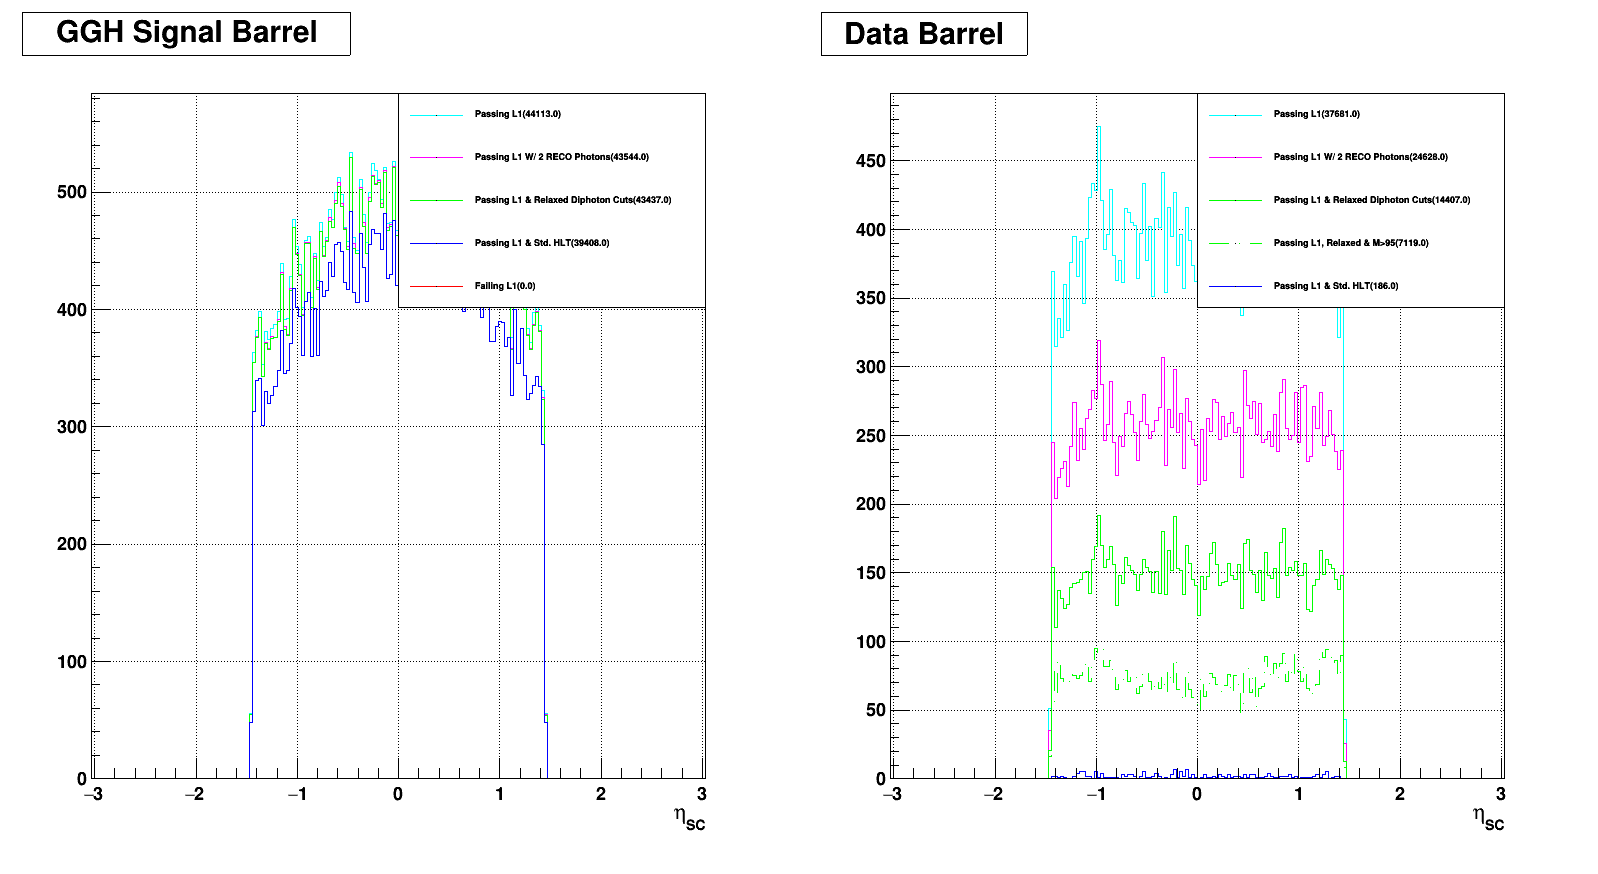 GGH Signal Barrel
Passing L1(44113.0)
Passing L1 W/ 2 RECO Photons(43544.0)
Passing L1 & Relaxed Diphoton Cuts(43437.0)
Passing L1 & Std. HLT(39408.0)
Failing L1(0.0)
500
400
300
200
100
0
−3
−2
−1
0
1
2
3
ηSC
Data Barrel
Passing L1(37681.0)
Passing L1 W/ 2 RECO Photons(24628.0)
Passing L1 & Relaxed Diphoton Cuts(14407.0)
Passing L1, Relaxed & M>95(7119.0)
Passing L1 & Std. HLT(186.0)
450
400
350
300
250
200
150
100
50
0
−3
−2
−1
0
1
2
3
ηSC